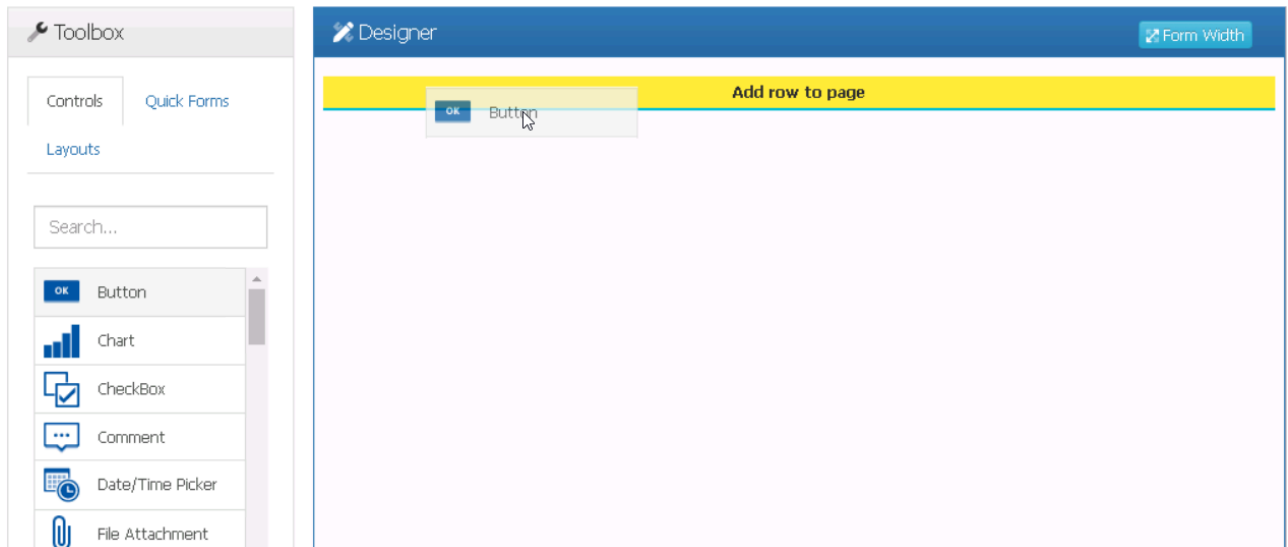 Toolbox
Controls
Quick Forms
Layouts
Search...
OK Button
Chart
CheckBox
Comment
Date/Time Picker
File Attachment
Designer
Form Width
Add row to page
OK Button